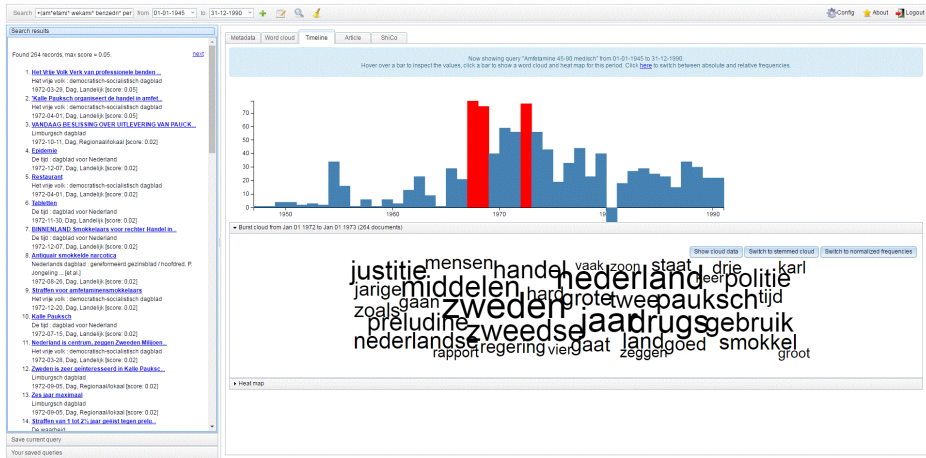 Search +(am*etami* wekami* benzedri* per from 01-01-1945 to 31-12-1990 Config About Logout
Search results
Found 264 records, max score = 0.05. next
1. Het Vrije Volk Verk van professionele benden ...
Het vrije volk : democratisch-socialistisch dagblad
1972-03-29, Dag, Landelijk [score: 0.05]
2. 'Kalle Pauksch organiseert de handel in amfet...
Het vrije volk : democratisch-socialistisch dagblad
1972-04-01, Dag, Landelijk [score: 0.05]
3. VANDAAG BESLISSING OVER UITLEVERING VAN PAUCK...
Limburgsch dagblad
1972-10-11, Dag, Regionaal/lokaal [score: 0.02]
4. Epidemie
De tijd : dagblad voor Nederland
1972-12-07, Dag, Landelijk [score: 0.02]
5. Restaurant
Het vrije volk : democratisch-socialistisch dagblad
1972-04-01, Dag, Landelijk [score: 0.02]
6. Tabletten
De tijd : dagblad voor Nederland
1972-11-30, Dag, Landelijk [score: 0.02]
7. BINNENLAND Smokkelaars voor rechter Handel in...
De tijd : dagblad voor Nederland
1972-12-07, Dag, Landelijk [score: 0.02]
8. Antiquair smokkelde narcotica
Nederlands dagblad : gereformeerd gezinsblad / hoofdred. P.
Jongeling ... [et al.]
1972-08-26, Dag, Landelijk [score: 0.02]
9. Straffen voor amfetaminensmokkelaars
Het vrije volk : democratisch-socialistisch dagblad
1972-12-20, Dag, Landelijk [score: 0.02]
10. Kalle Pauksch
De tijd : dagblad voor Nederland
1972-07-15, Dag, Landelijk [score: 0.02]
11. Nederland is centrum, zeggen Zweden Miljoen...
Het vrije volk : democratisch-socialistisch dagblad
1972-03-28, Dag, Landelijk [score: 0.02]
12. Zweden is zeer geinteresseerd in Kalle Pauksc...
Limburgsch dagblad
1972-09-05, Dag, Regionaal/lokaal [score: 0.02]
13. Zes jaar maximaal
Limburgsch dagblad
1972-09-05, Dag, Regionaal/lokaal [score: 0.02]
14. Straffen van 1 tot 2½ jaar geëist tegen prelu...
De waarheid
Save current query
Your saved queries
Metadata Word cloud Timeline Article ShiCo
Now showing query "Amfetamine 45-90 medisch" from 01-01-1945 to 31-12-1990.
Hover over a bar to inspect the values, click a bar to show a word cloud and heat map for this period. Click here to switch between absolute and relative frequencies.
70
60
50
40
30
20
10
0
1950 1960 1970 1990
Burst cloud from Jan 01 1972 to Jan 01 1973 (264 documents)
Show cloud data Switch to stemmed cloud Switch to normalized frequencies
justitie mensen handel vaak zoon staat drie karl
jarige middelen nederland keer politie
zoals gaan zweden hard grote twee pauksch tijd
preludine zweedse jaar drugs gebruik
nederlandse rapport regering vier gaat land zeggen goed smokkel groot
Heat map